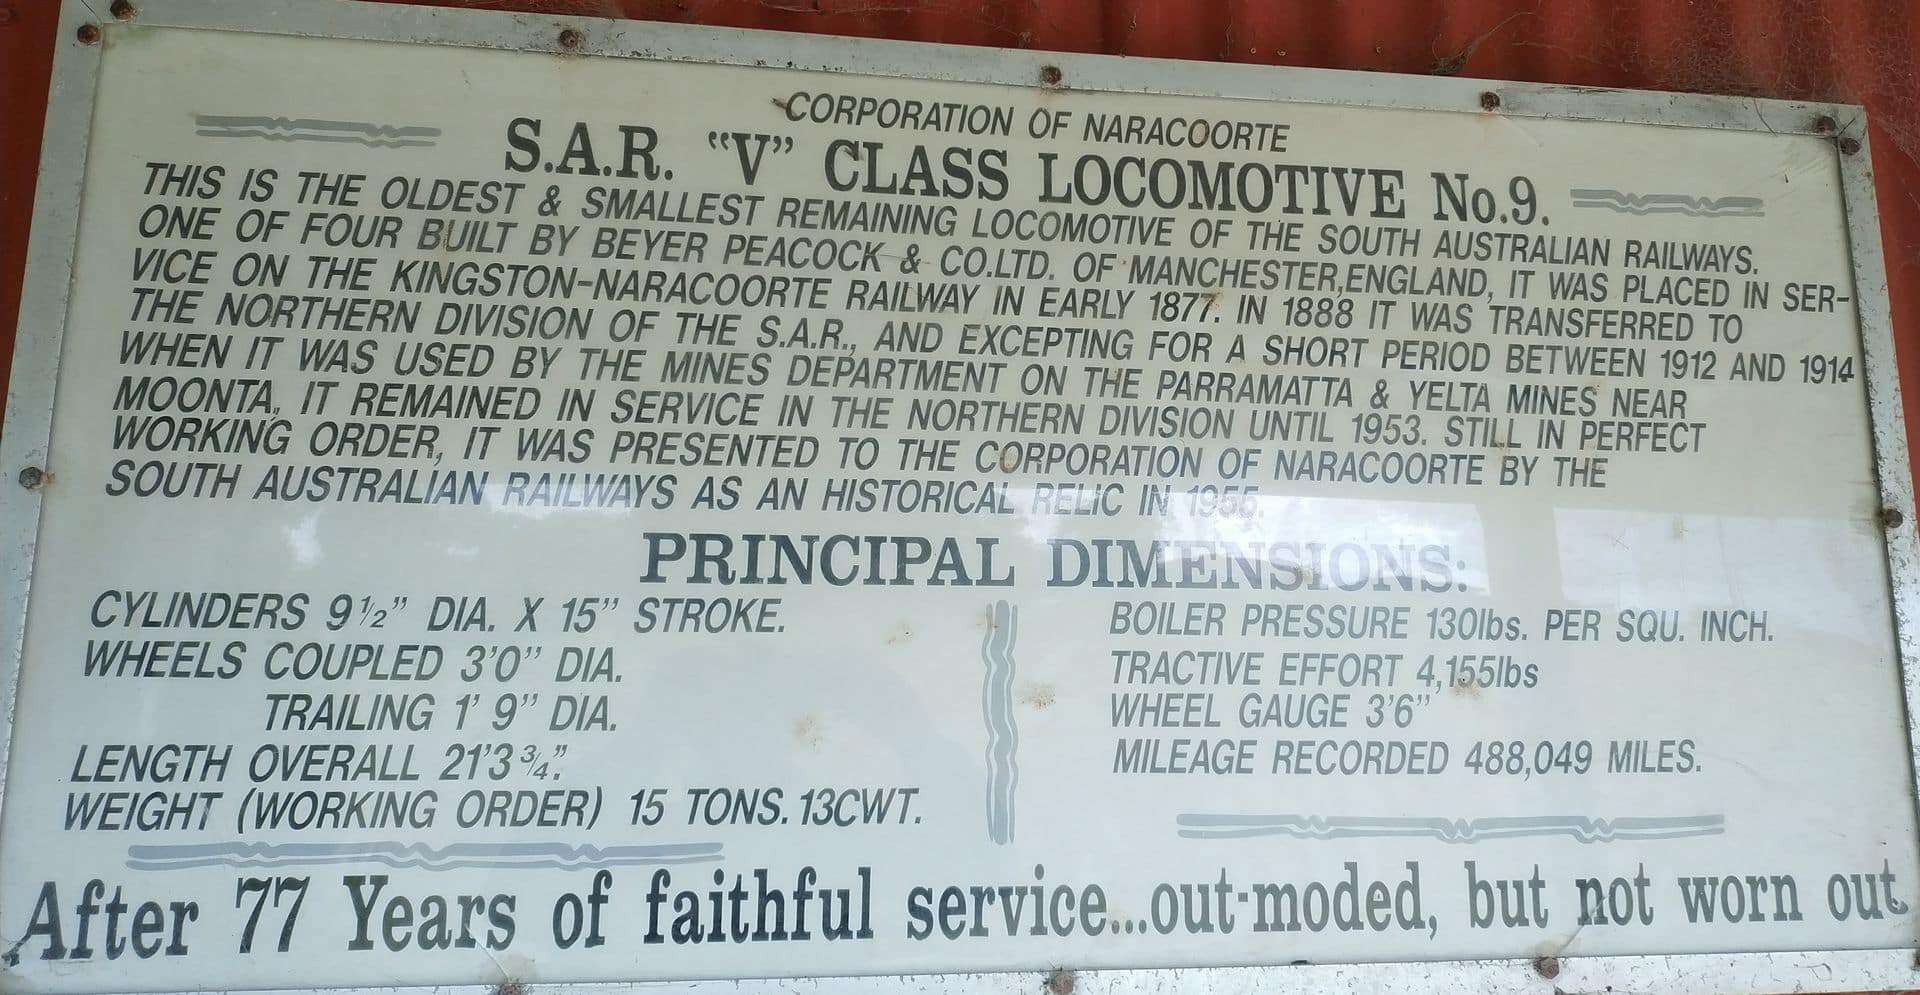 CORPORATION OF NARACOORTE
S.A.R. “V” CLASS LOCOMOTIVE No.9.
THIS IS THE OLDEST & SMALLEST REMAINING LOCOMOTIVE OF THE SOUTH AUSTRALIAN RAILWAYS.
ONE OF FOUR BUILT BY BEYER PEACOCK & CO.LTD. OF MANCHESTER,ENGLAND, IT WAS PLACED IN SER-
VICE ON THE KINGSTON-NARACOORTE RAILWAY IN EARLY 1877. IN 1888 IT WAS TRANSFERRED TO
THE NORTHERN DIVISION OF THE S.A.R., AND EXCEPTING FOR A SHORT PERIOD BETWEEN 1912 AND 1914
WHEN IT WAS USED BY THE MINES DEPARTMENT ON THE PARRAMATTA & YELTA MINES NEAR
MOONTA, IT REMAINED IN SERVICE IN THE NORTHERN DIVISION UNTIL 1953. STILL IN PERFECT
WORKING ORDER, IT WAS PRESENTED TO THE CORPORATION OF NARACOORTE BY THE
SOUTH AUSTRALIAN RAILWAYS AS AN HISTORICAL RELIC IN 1955.
PRINCIPAL DIMENSIONS:
CYLINDERS 9½” DIA. X 15” STROKE.
WHEELS COUPLED 3’0” DIA.
TRAILING 1’ 9” DIA.
LENGTH OVERALL 21’3¾”.
WEIGHT (WORKING ORDER) 15 TONS. 13CWT.
BOILER PRESSURE 130lbs. PER SQU. INCH.
TRACTIVE EFFORT 4,155lbs
WHEEL GAUGE 3’6”
MILEAGE RECORDED 488,049 MILES.
After 77 Years of faithful service...out-moded, but not worn out